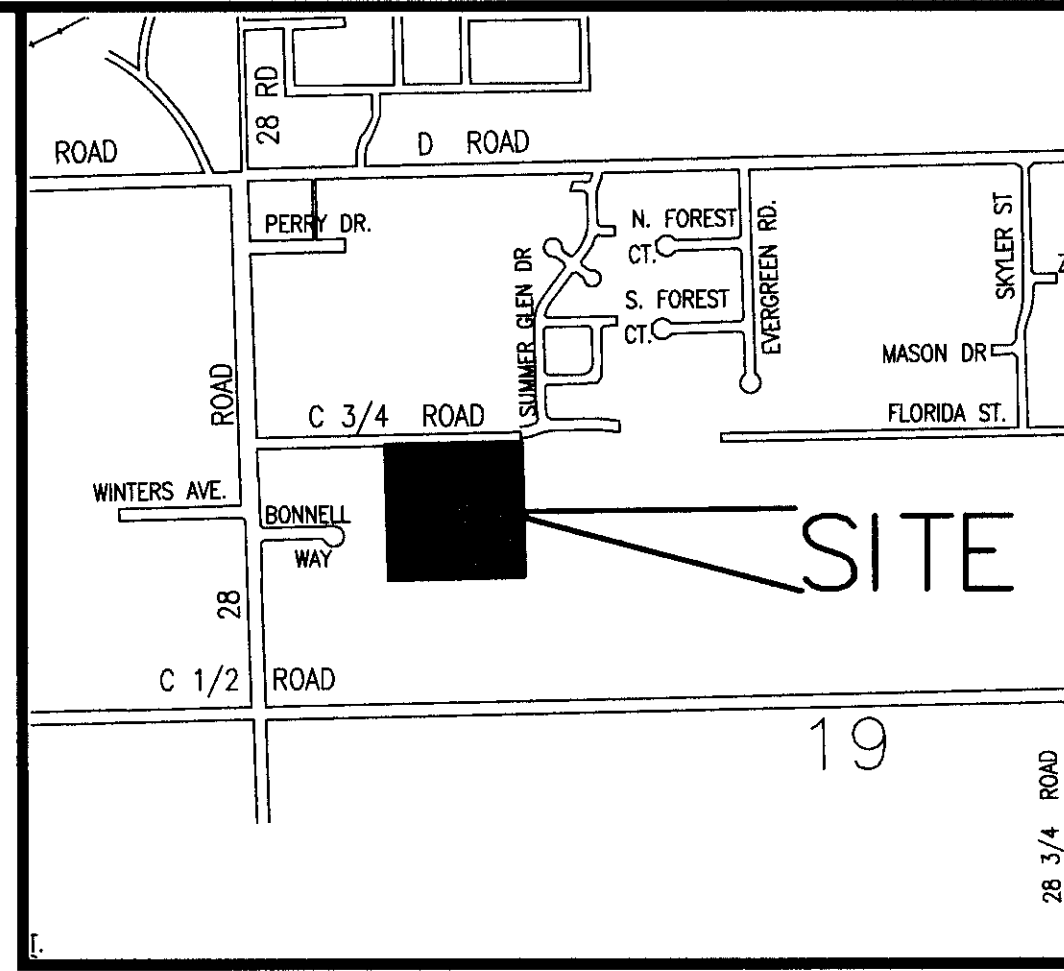 28 RD
ROAD
D ROAD
PERRY DR.
N. FOREST
CT.
SUMMER GLEN DR
S. FOREST
CT.
EVERGREEN RD.
SKYLER ST
MASON DR
ROAD
C 3/4 ROAD
FLORIDA ST.
WINTERS AVE.
BONNELL
WAY
SITE
28
C 1/2 ROAD
19
28 3/4 ROAD